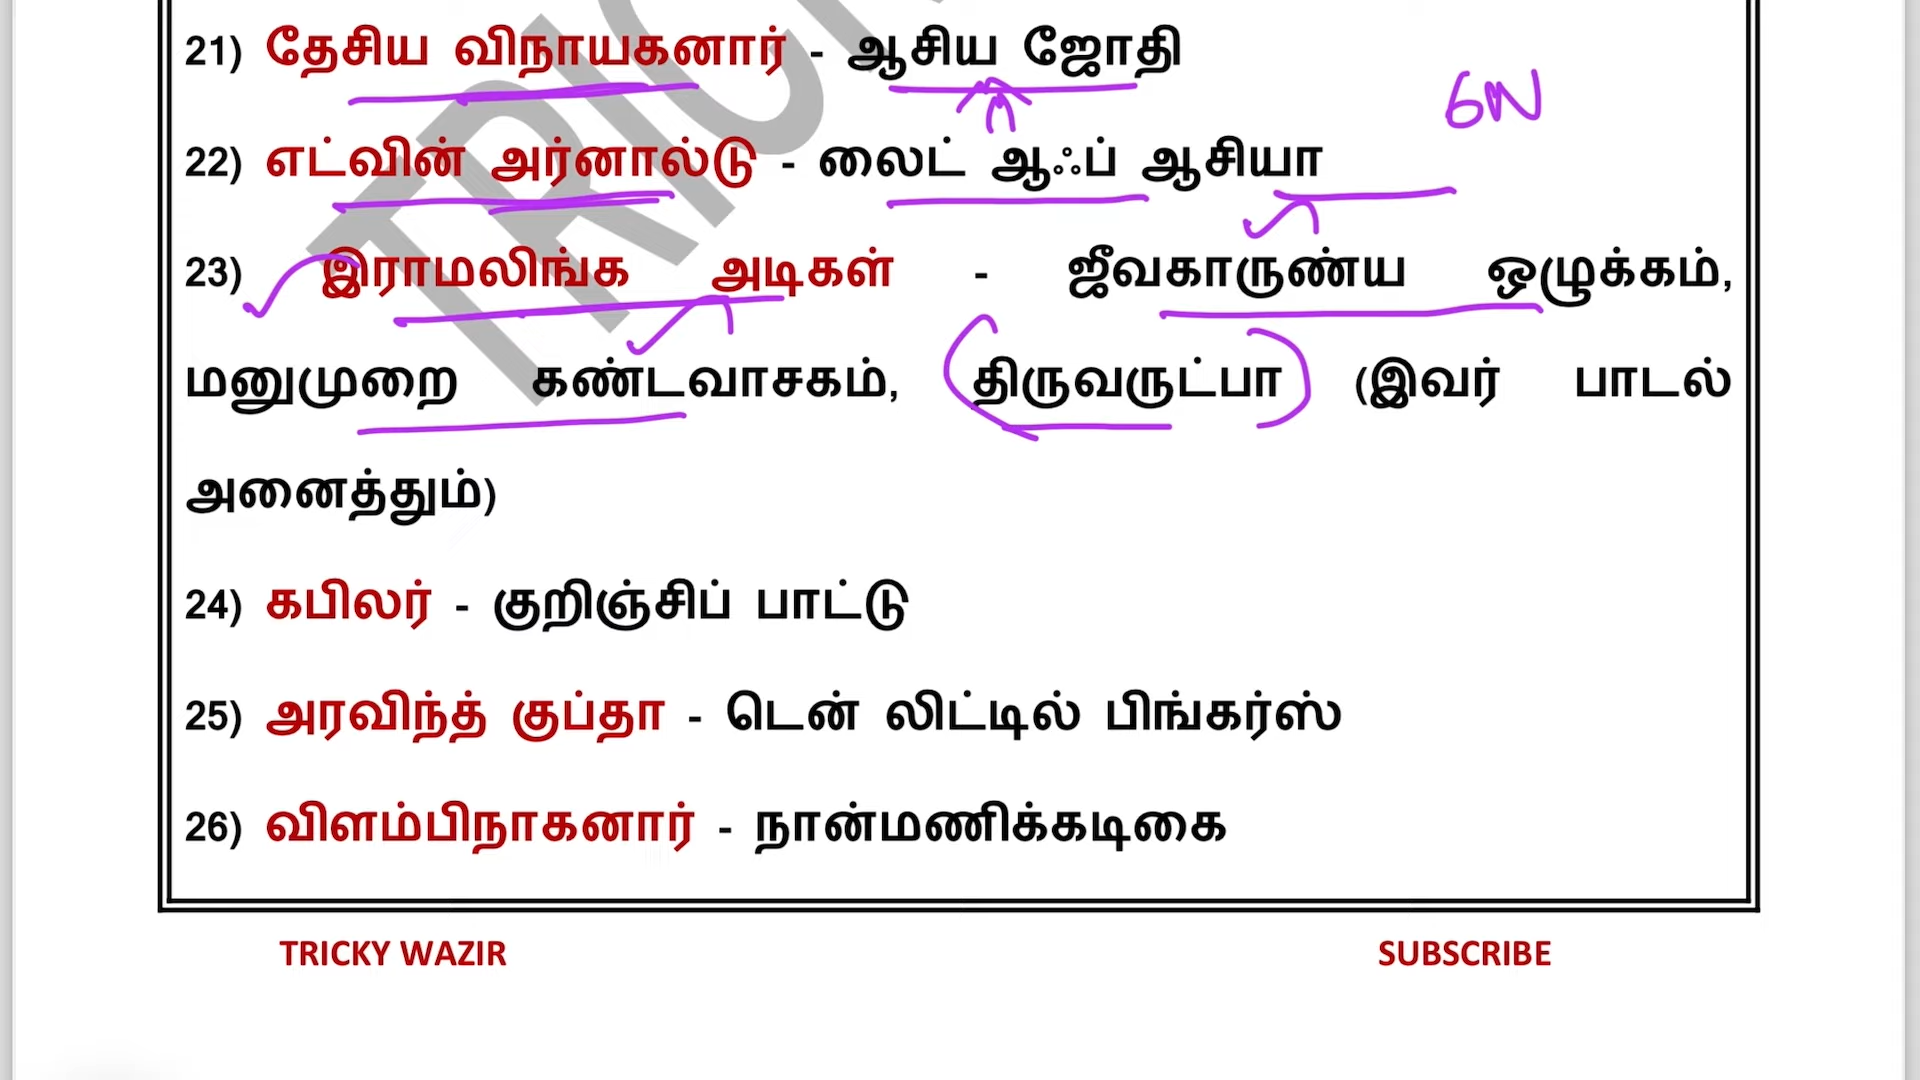 21) தேசிய விநாயகனார் - ஆசிய ஜோதி
6N
22) எட்வின் அர்னால்டு - லைட் ஆஃப் ஆசியா
23) இராமலிங்க அடிகள் - ஜீவகாருண்ய ஒழுக்கம்,
மனுமுறை கண்டவாசகம், திருவருட்பா (இவர் பாடல்
அனைத்தும்)
24) கபிலர் - குறிஞ்சிப் பாட்டு
25) அரவிந்த் குப்தா - டென் லிட்டில் பிங்கர்ஸ்
26) விளம்பிநாகனார் - நான்மணிக்கடிகை
TRICKY WAZIR SUBSCRIBE